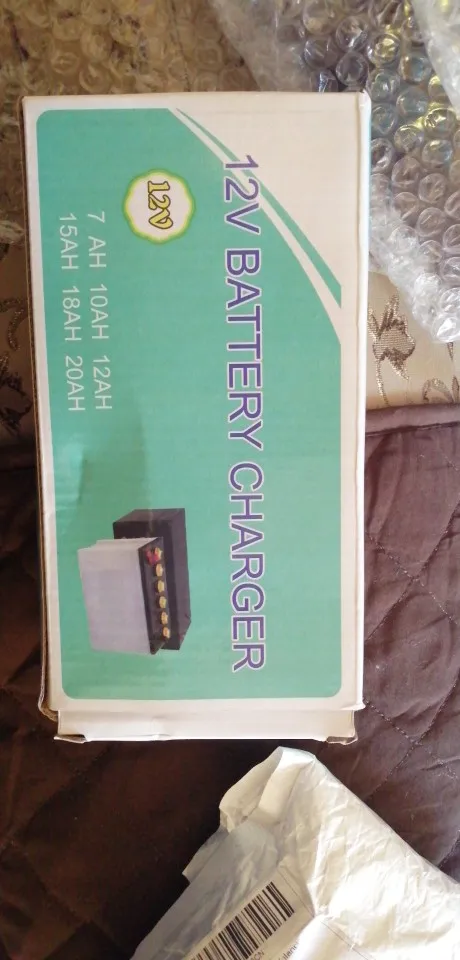 12V BATTERY CHARGER
12V
7 AH 10AH 12AH
15AH 18AH 20AH